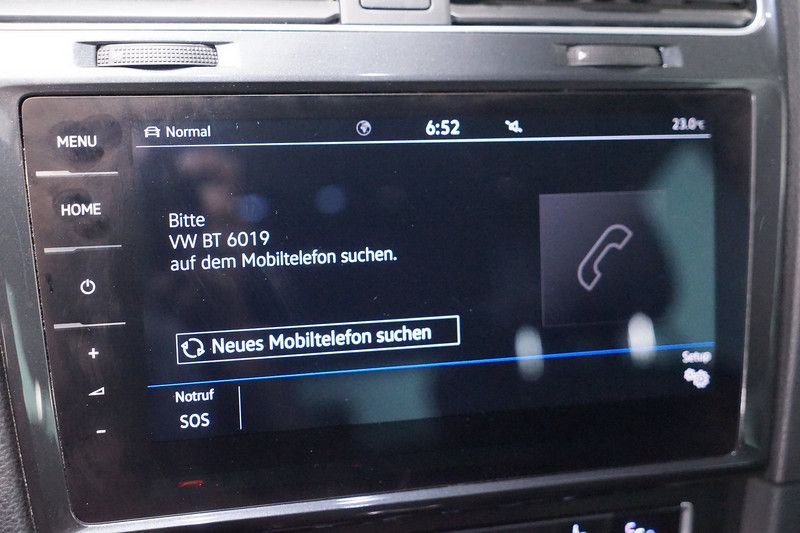 MENU
HOME
Normal
6:52
23.0°C
Bitte
VW BT 6019
auf dem Mobiltelefon suchen.
Neues Mobiltelefon suchen
Notruf
SOS
Setup
+
-